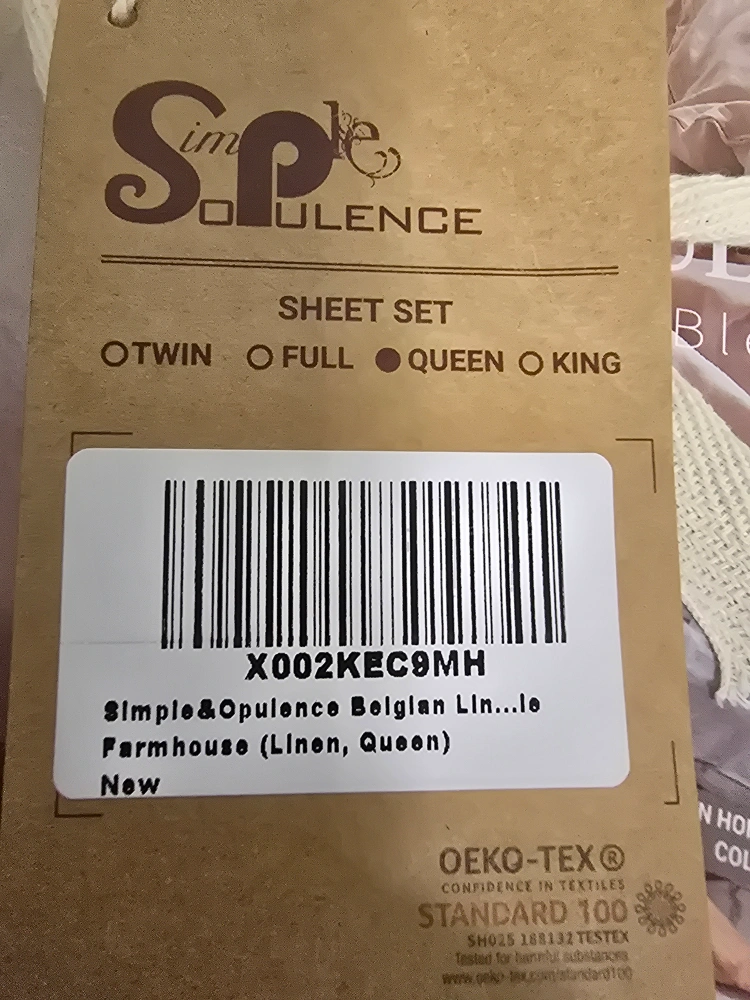 Simple
OPULENCE
SHEET SET
TWIN FULL QUEEN KING
X002KEC9MH
Simple&Opulence Belgian Lin...le
Farmhouse (Linen, Queen)
New
OEKO-TEX®
CONFIDENCE IN TEXTILES
STANDARD 100
SH025 188132 TESTEX
Tested for harmful substances
www.oeko-tex.com/standard100